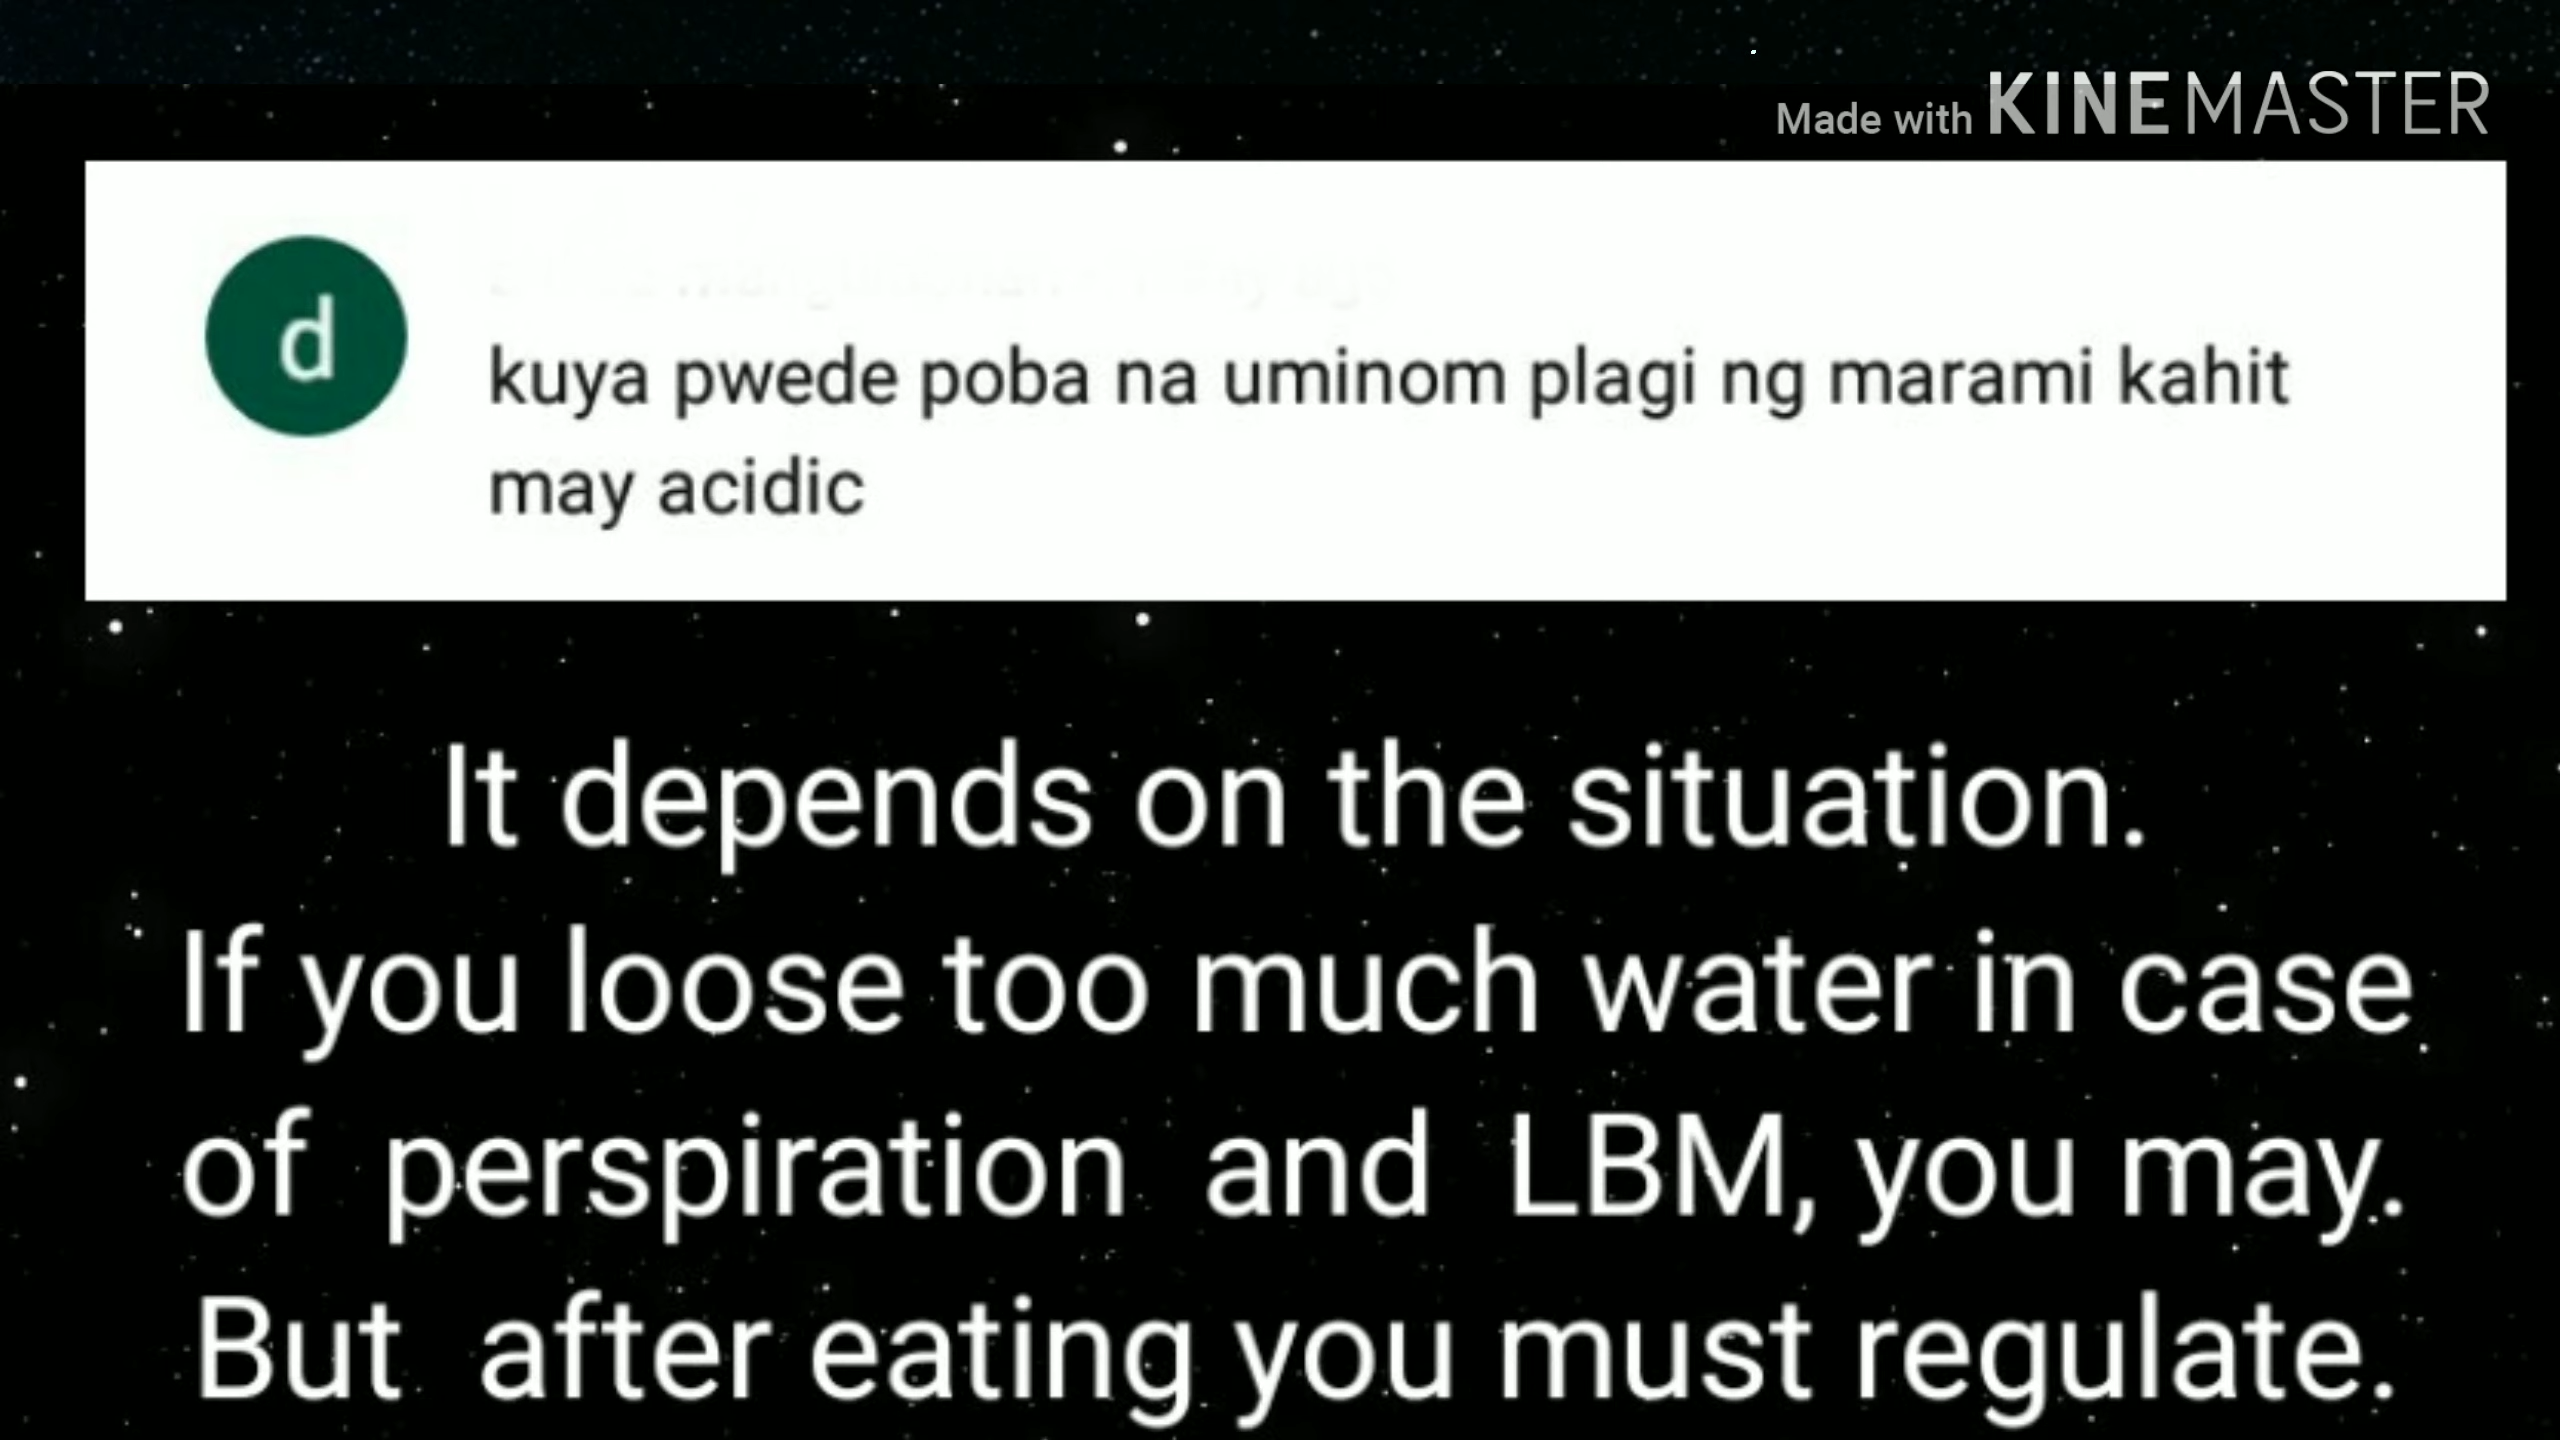 Made with KINEMASTER
d
kuya pwede poba na uminom plagi ng marami kahit
may acidic
It depends on the situation.
If you loose too much water in case
of perspiration and LBM, you may.
But after eating you must regulate.